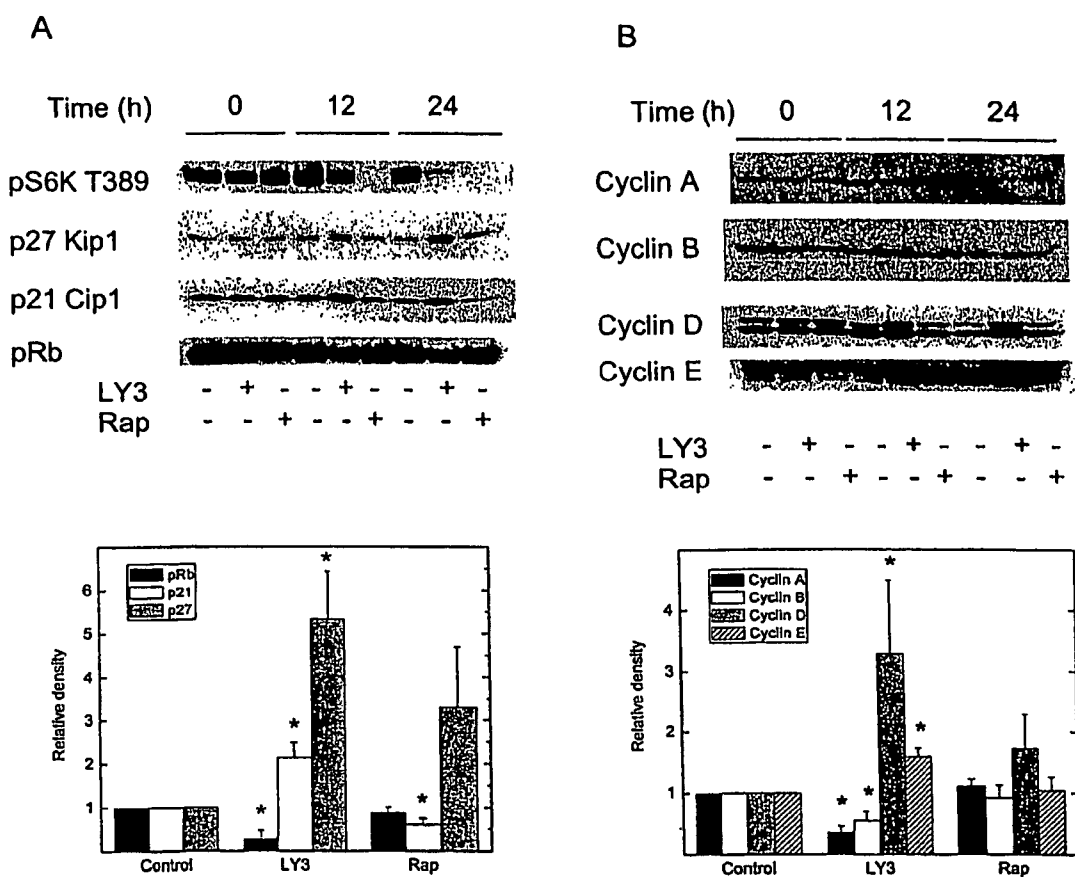 A
Time (h) 0 12 24
pS6K T389
p27 Kip1
p21 Cip1
pRb
LY3 - + - - + - - + -
Rap - - + - - + - - +
B
Time (h) 0 12 24
Cyclin A
Cyclin B
Cyclin D
Cyclin E
LY3 - + - - + - - + -
Rap - - + - - + - - +
Relative density
6
5
4
3
2
1
pRb
p21
p27
*
*
*
*
Control LY3 Rap
Relative density
4
2
1
Cyclin A
Cyclin B
Cyclin D
Cyclin E
*
*
*
*
Control LY3 Rap